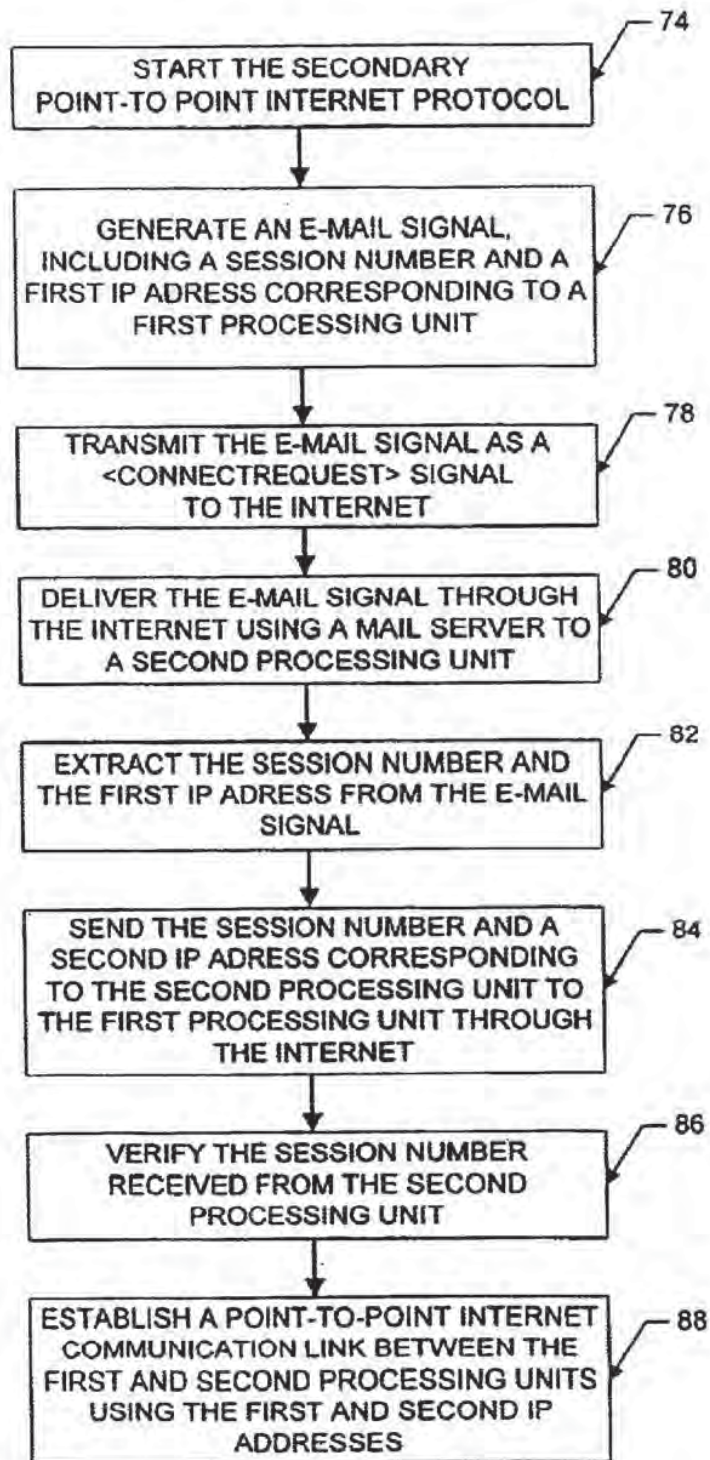 74
START THE SECONDARY
POINT-TO POINT INTERNET PROTOCOL
76
GENERATE AN E-MAIL SIGNAL,
INCLUDING A SESSION NUMBER AND A
FIRST IP ADRESS CORRESPONDING TO A
FIRST PROCESSING UNIT
78
TRANSMIT THE E-MAIL SIGNAL AS A
<CONNECTREQUEST> SIGNAL
TO THE INTERNET
80
DELIVER THE E-MAIL SIGNAL THROUGH
THE INTERNET USING A MAIL SERVER TO
A SECOND PROCESSING UNIT
82
EXTRACT THE SESSION NUMBER AND
THE FIRST IP ADRESS FROM THE E-MAIL
SIGNAL
84
SEND THE SESSION NUMBER AND A
SECOND IP ADRESS CORRESPONDING
TO THE SECOND PROCESSING UNIT TO
THE FIRST PROCESSING UNIT THROUGH
THE INTERNET
86
VERIFY THE SESSION NUMBER
RECEIVED FROM THE SECOND
PROCESSING UNIT
88
ESTABLISH A POINT-TO-POINT INTERNET
COMMUNICATION LINK BETWEEN THE
FIRST AND SECOND PROCESSING UNITS
USING THE FIRST AND SECOND IP
ADDRESSES